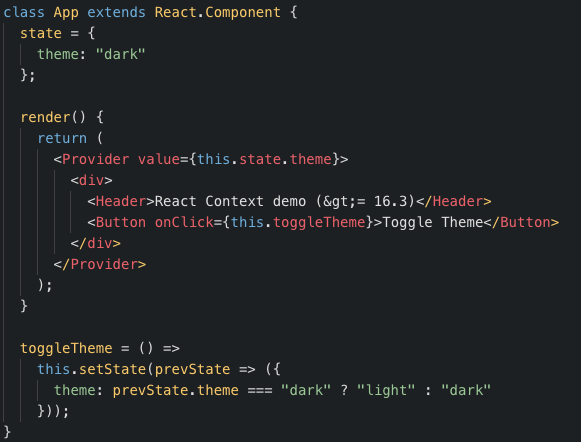 class App extends React.Component {
  state = {
    theme: "dark"
  };

  render() {
    return (
      <Provider value={this.state.theme}>
        <div>
          <Header>React Context demo (&gt;= 16.3)</Header>
          <Button onClick={this.toggleTheme}>Toggle Theme</Button>
        </div>
      </Provider>
    );
  }

  toggleTheme = () =>
    this.setState(prevState => ({
      theme: prevState.theme === "dark" ? "light" : "dark"
    }));
}